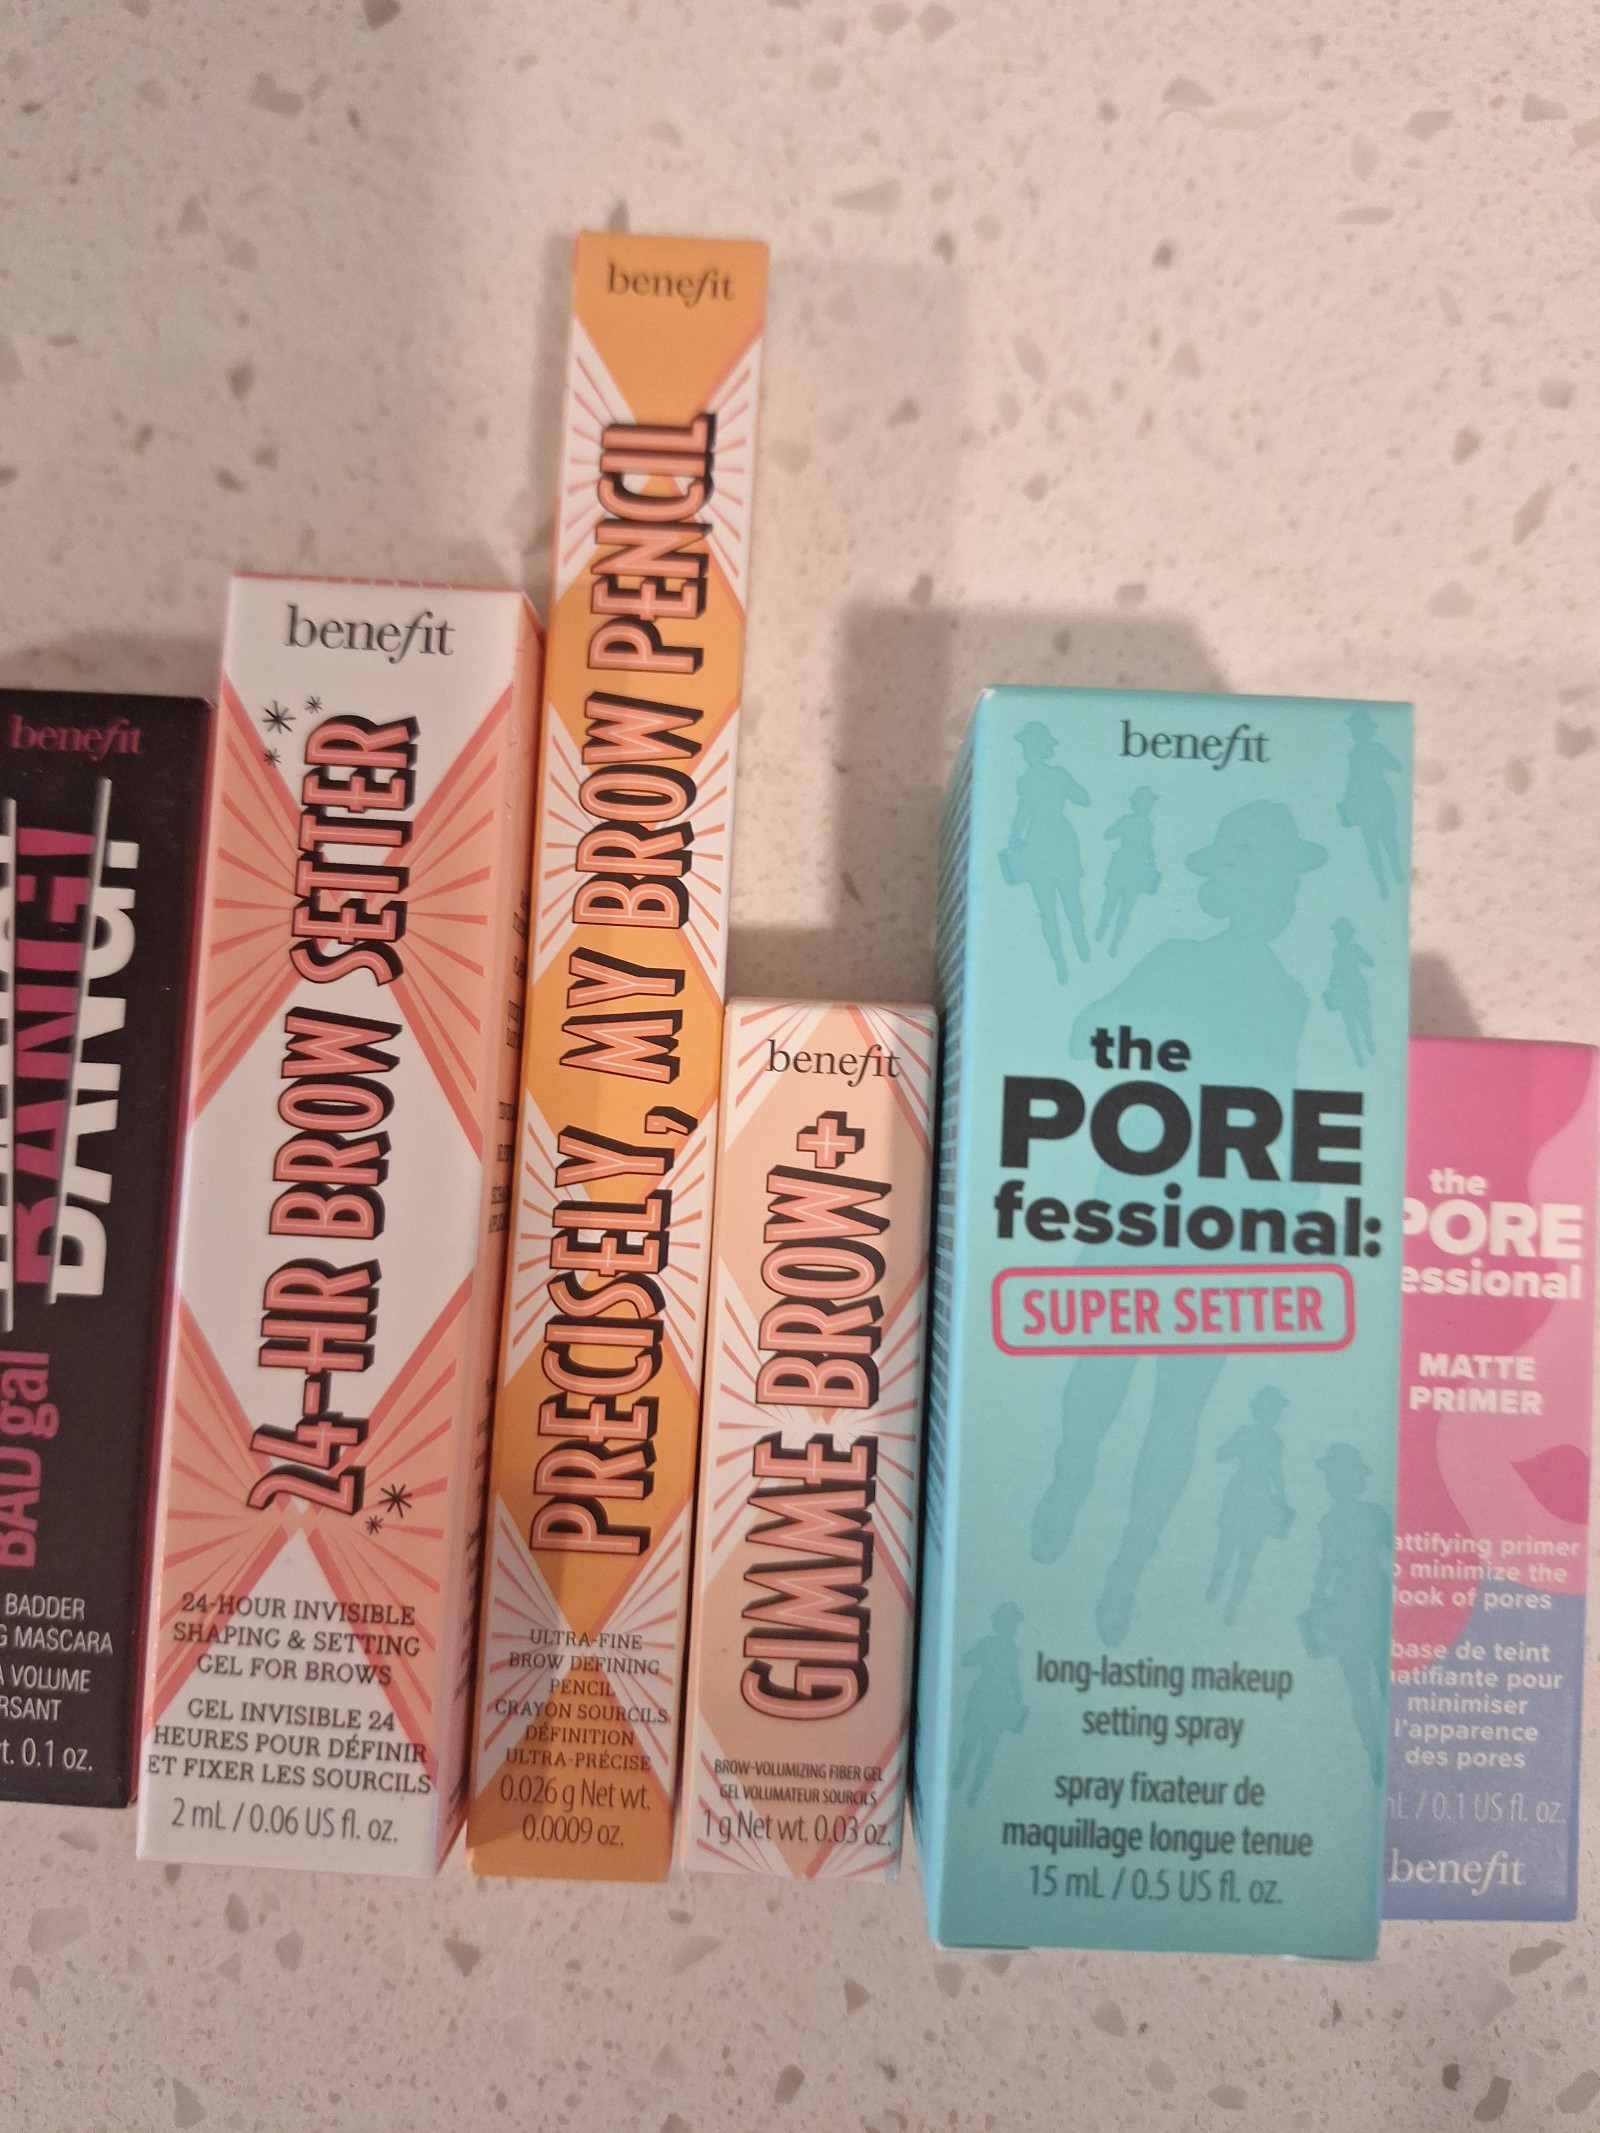 benefit
BANG!
BADgal
BADDER
MASCARA
VOLUME
0.1 oz.
benefit
24-HR BROW SETTER
24-HOUR INVISIBLE
SHAPING & SETTING
GEL FOR BROWS
GEL INVISIBLE 24
HEURES POUR DÉFINIR
ET FIXER LES SOURCILS
2 mL / 0.06 US fl. oz.
benefit
PRECISELY, MY BROW PENCIL
ULTRA-FINE
BROW DEFINING
PENCIL
CRAYON SOURCILS
DÉFINITION
ULTRA-PRÉCISE
0.026 g Net wt.
0.0009 oz.
benefit
GIMME BROW+
BROW-VOLUMIZING FIBER GEL
GEL VOLUMATEUR SOURCILS
1 g Net wt. 0.03 oz.
benefit
the
PORE
fessional:
SUPER SETTER
long-lasting makeup
setting spray
spray fixateur de
maquillage longue tenue
15 mL / 0.5 US fl. oz.
the
PORE
essional
MATTE
PRIMER
attifying primer
minimize the
look of pores
base de teint
matifiante pour
minimiser
l'apparence
des pores
mL / 0.1 US fl. oz.
benefit